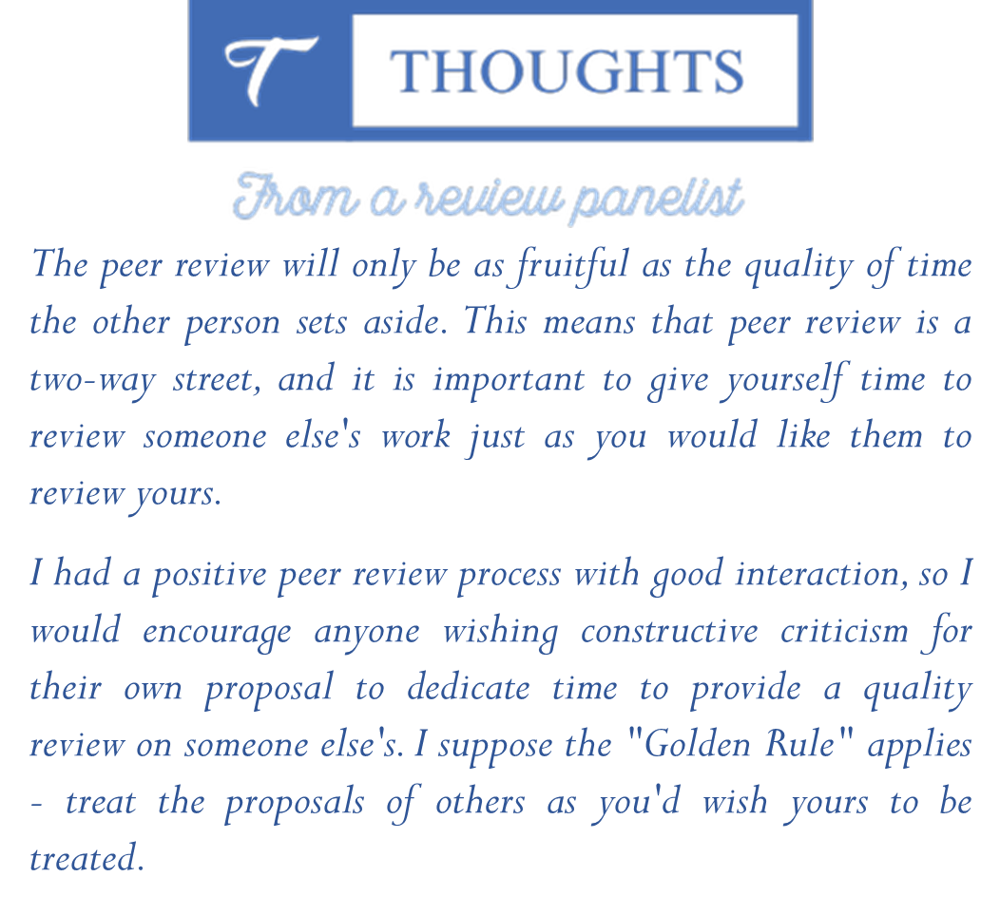 T THOUGHTS
From a review panelist
The peer review will only be as fruitful as the quality of time
the other person sets aside. This means that peer review is a
two-way street, and it is important to give yourself time to
review someone else's work just as you would like them to
review yours.
I had a positive peer review process with good interaction, so I
would encourage anyone wishing constructive criticism for
their own proposal to dedicate time to provide a quality
review on someone else's. I suppose the "Golden Rule" applies
- treat the proposals of others as you'd wish yours to be
treated.